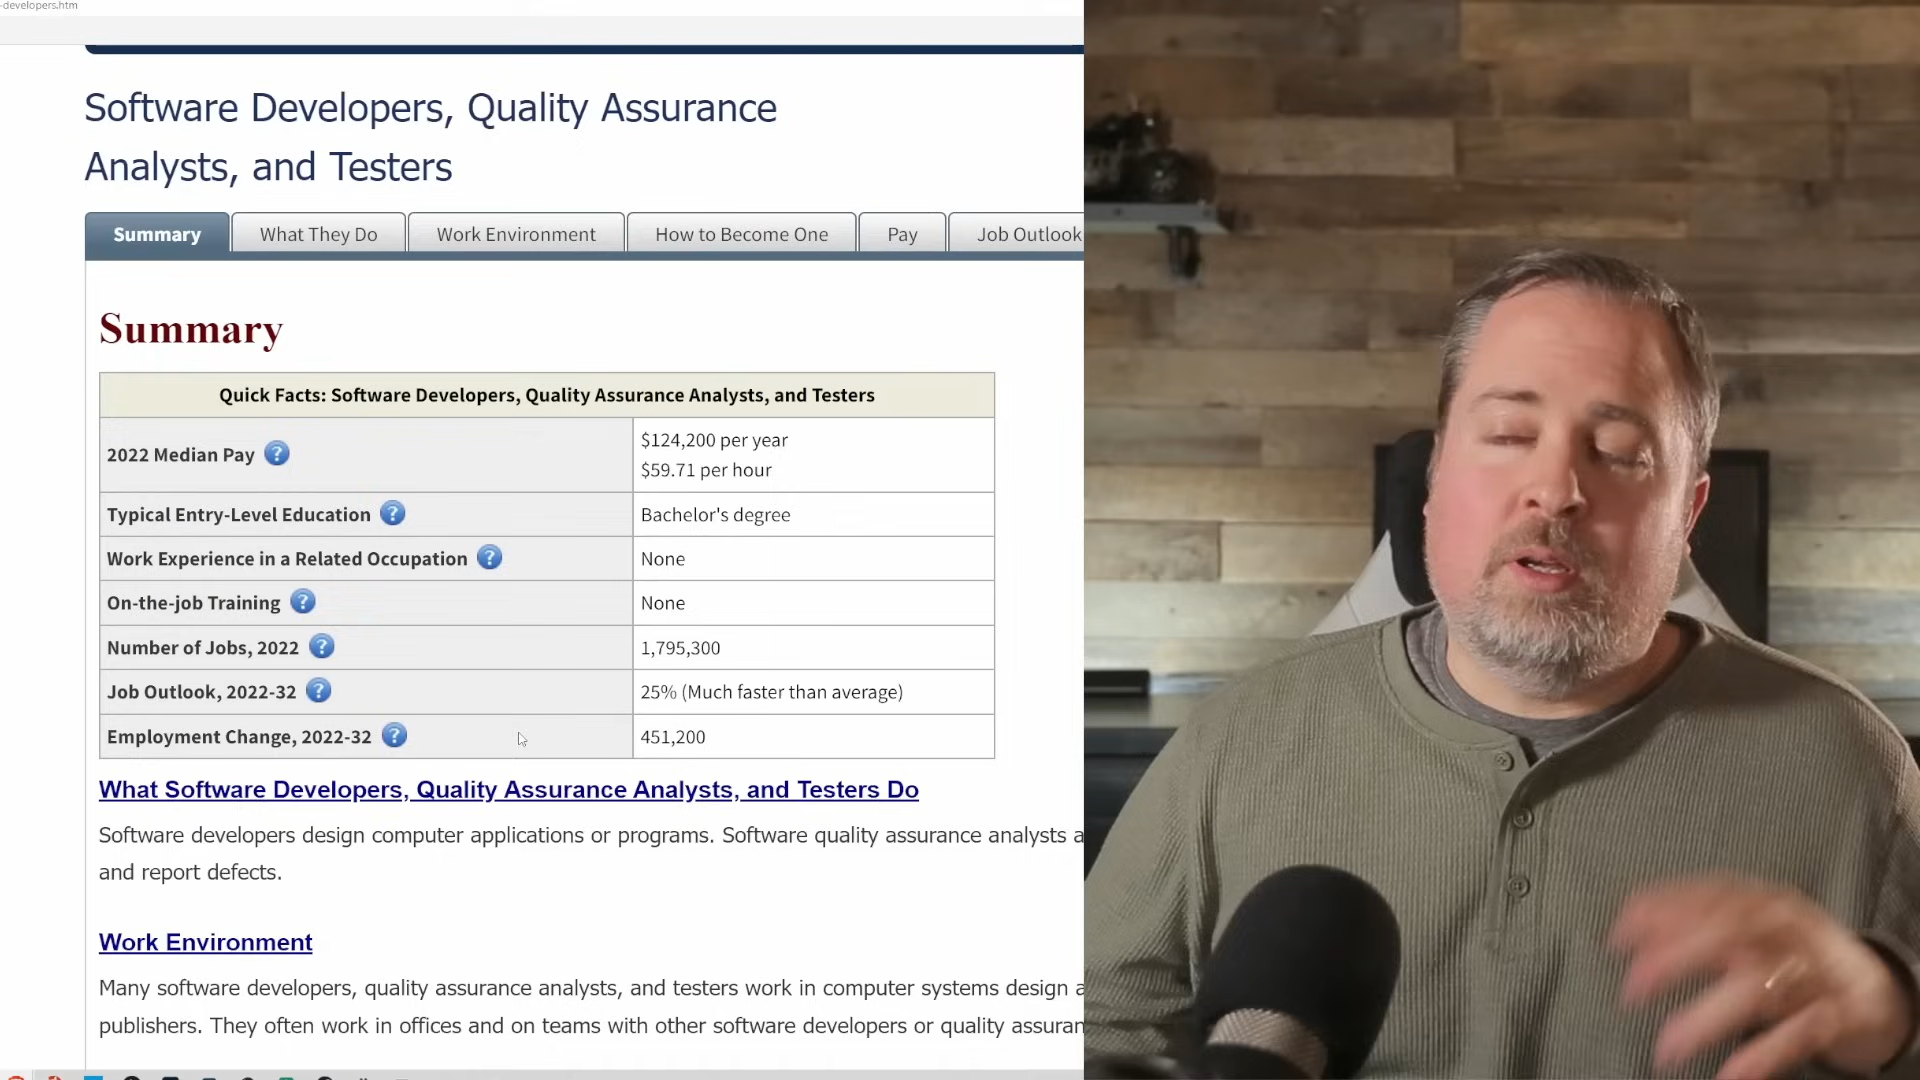 -developers.htm
Software Developers, Quality Assurance
Analysts, and Testers
Summary What They Do Work Environment How to Become One Pay Job Outlook
Summary
Quick Facts: Software Developers, Quality Assurance Analysts, and Testers
2022 Median Pay ? $124,200 per year
$59.71 per hour
Typical Entry-Level Education ? Bachelor's degree
Work Experience in a Related Occupation ? None
On-the-job Training ? None
Number of Jobs, 2022 ? 1,795,300
Job Outlook, 2022-32 ? 25% (Much faster than average)
Employment Change, 2022-32 ? 451,200
What Software Developers, Quality Assurance Analysts, and Testers Do
Software developers design computer applications or programs. Software quality assurance analysts a
and report defects.
Work Environment
Many software developers, quality assurance analysts, and testers work in computer systems design a
publishers. They often work in offices and on teams with other software developers or quality assuran